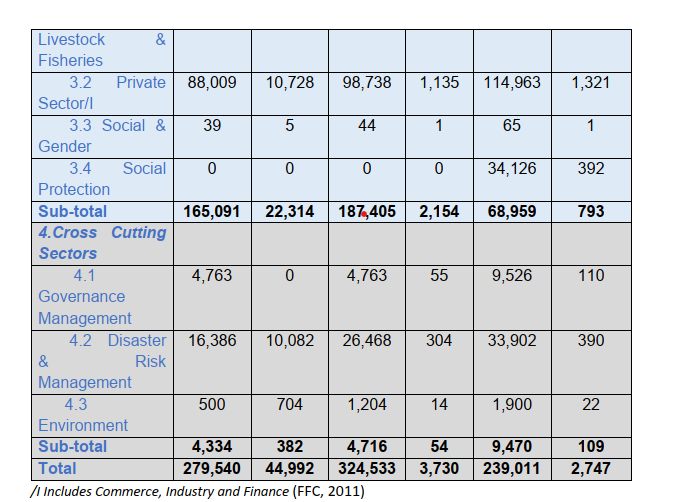 Livestock &
Fisheries
3.2 Private 88,009 10,728 98,738 1,135 114,963 1,321
Sector/I
3.3 Social & 39 5 44 1 65 1
Gender
3.4 Social 0 0 0 0 34,126 392
Protection
Sub-total 165,091 22,314 187,405 2,154 68,959 793
4.Cross Cutting
Sectors
4.1 4,763 0 4,763 55 9,526 110
Governance
Management
4.2 Disaster 16,386 10,082 26,468 304 33,902 390
& Risk
Management
4.3 500 704 1,204 14 1,900 22
Environment
Sub-total 4,334 382 4,716 54 9,470 109
Total 279,540 44,992 324,533 3,730 239,011 2,747
/I Includes Commerce, Industry and Finance (FFC, 2011)